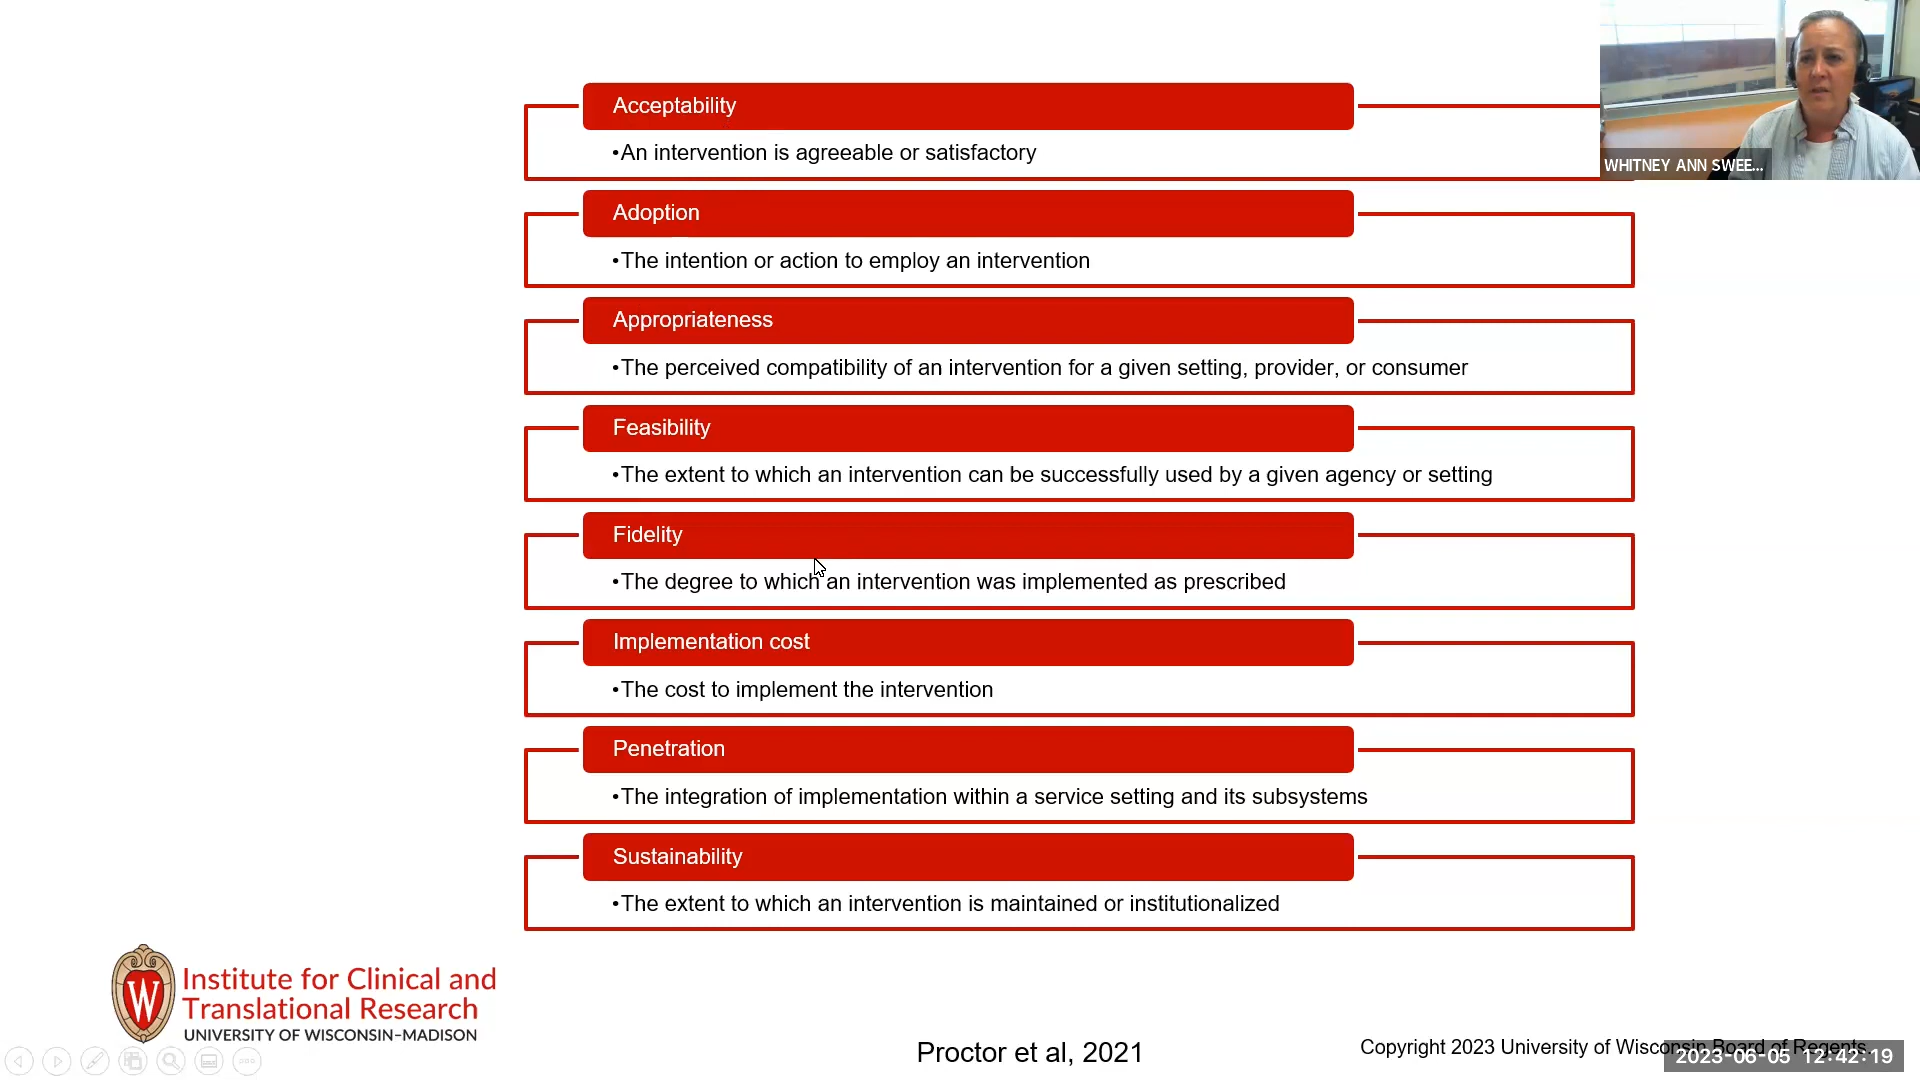 Acceptability
•An intervention is agreeable or satisfactory
WHITNEY ANN SWEE...
Adoption
•The intention or action to employ an intervention
Appropriateness
•The perceived compatibility of an intervention for a given setting, provider, or consumer
Feasibility
•The extent to which an intervention can be successfully used by a given agency or setting
Fidelity
•The degree to which an intervention was implemented as prescribed
Implementation cost
•The cost to implement the intervention
Penetration
•The integration of implementation within a service setting and its subsystems
Sustainability
•The extent to which an intervention is maintained or institutionalized
W
Institute for Clinical and
Translational Research
UNIVERSITY OF WISCONSIN–MADISON
Proctor et al, 2021
Copyright 2023 University of Wisconsin Board of Regents.
2023-06-05 12:42:19